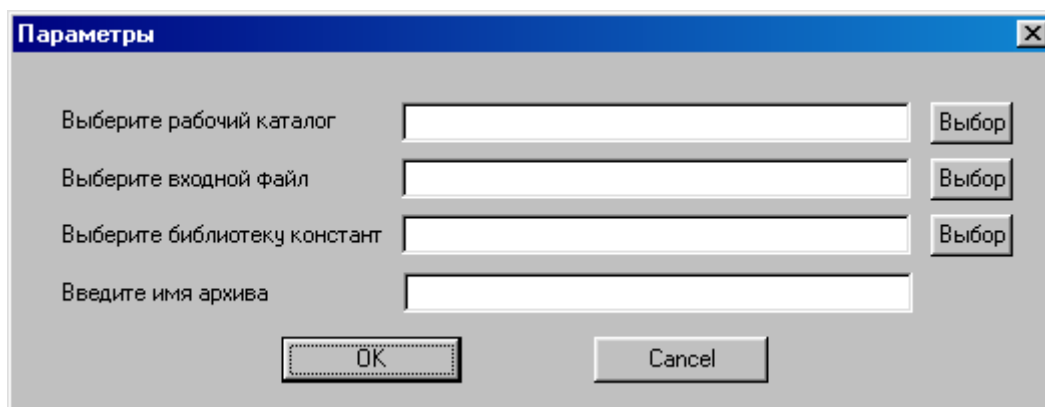 Параметры
Выберите рабочий каталог Выбор
Выберите входной файл Выбор
Выберите библиотеку констант Выбор
Введите имя архива
OK Cancel